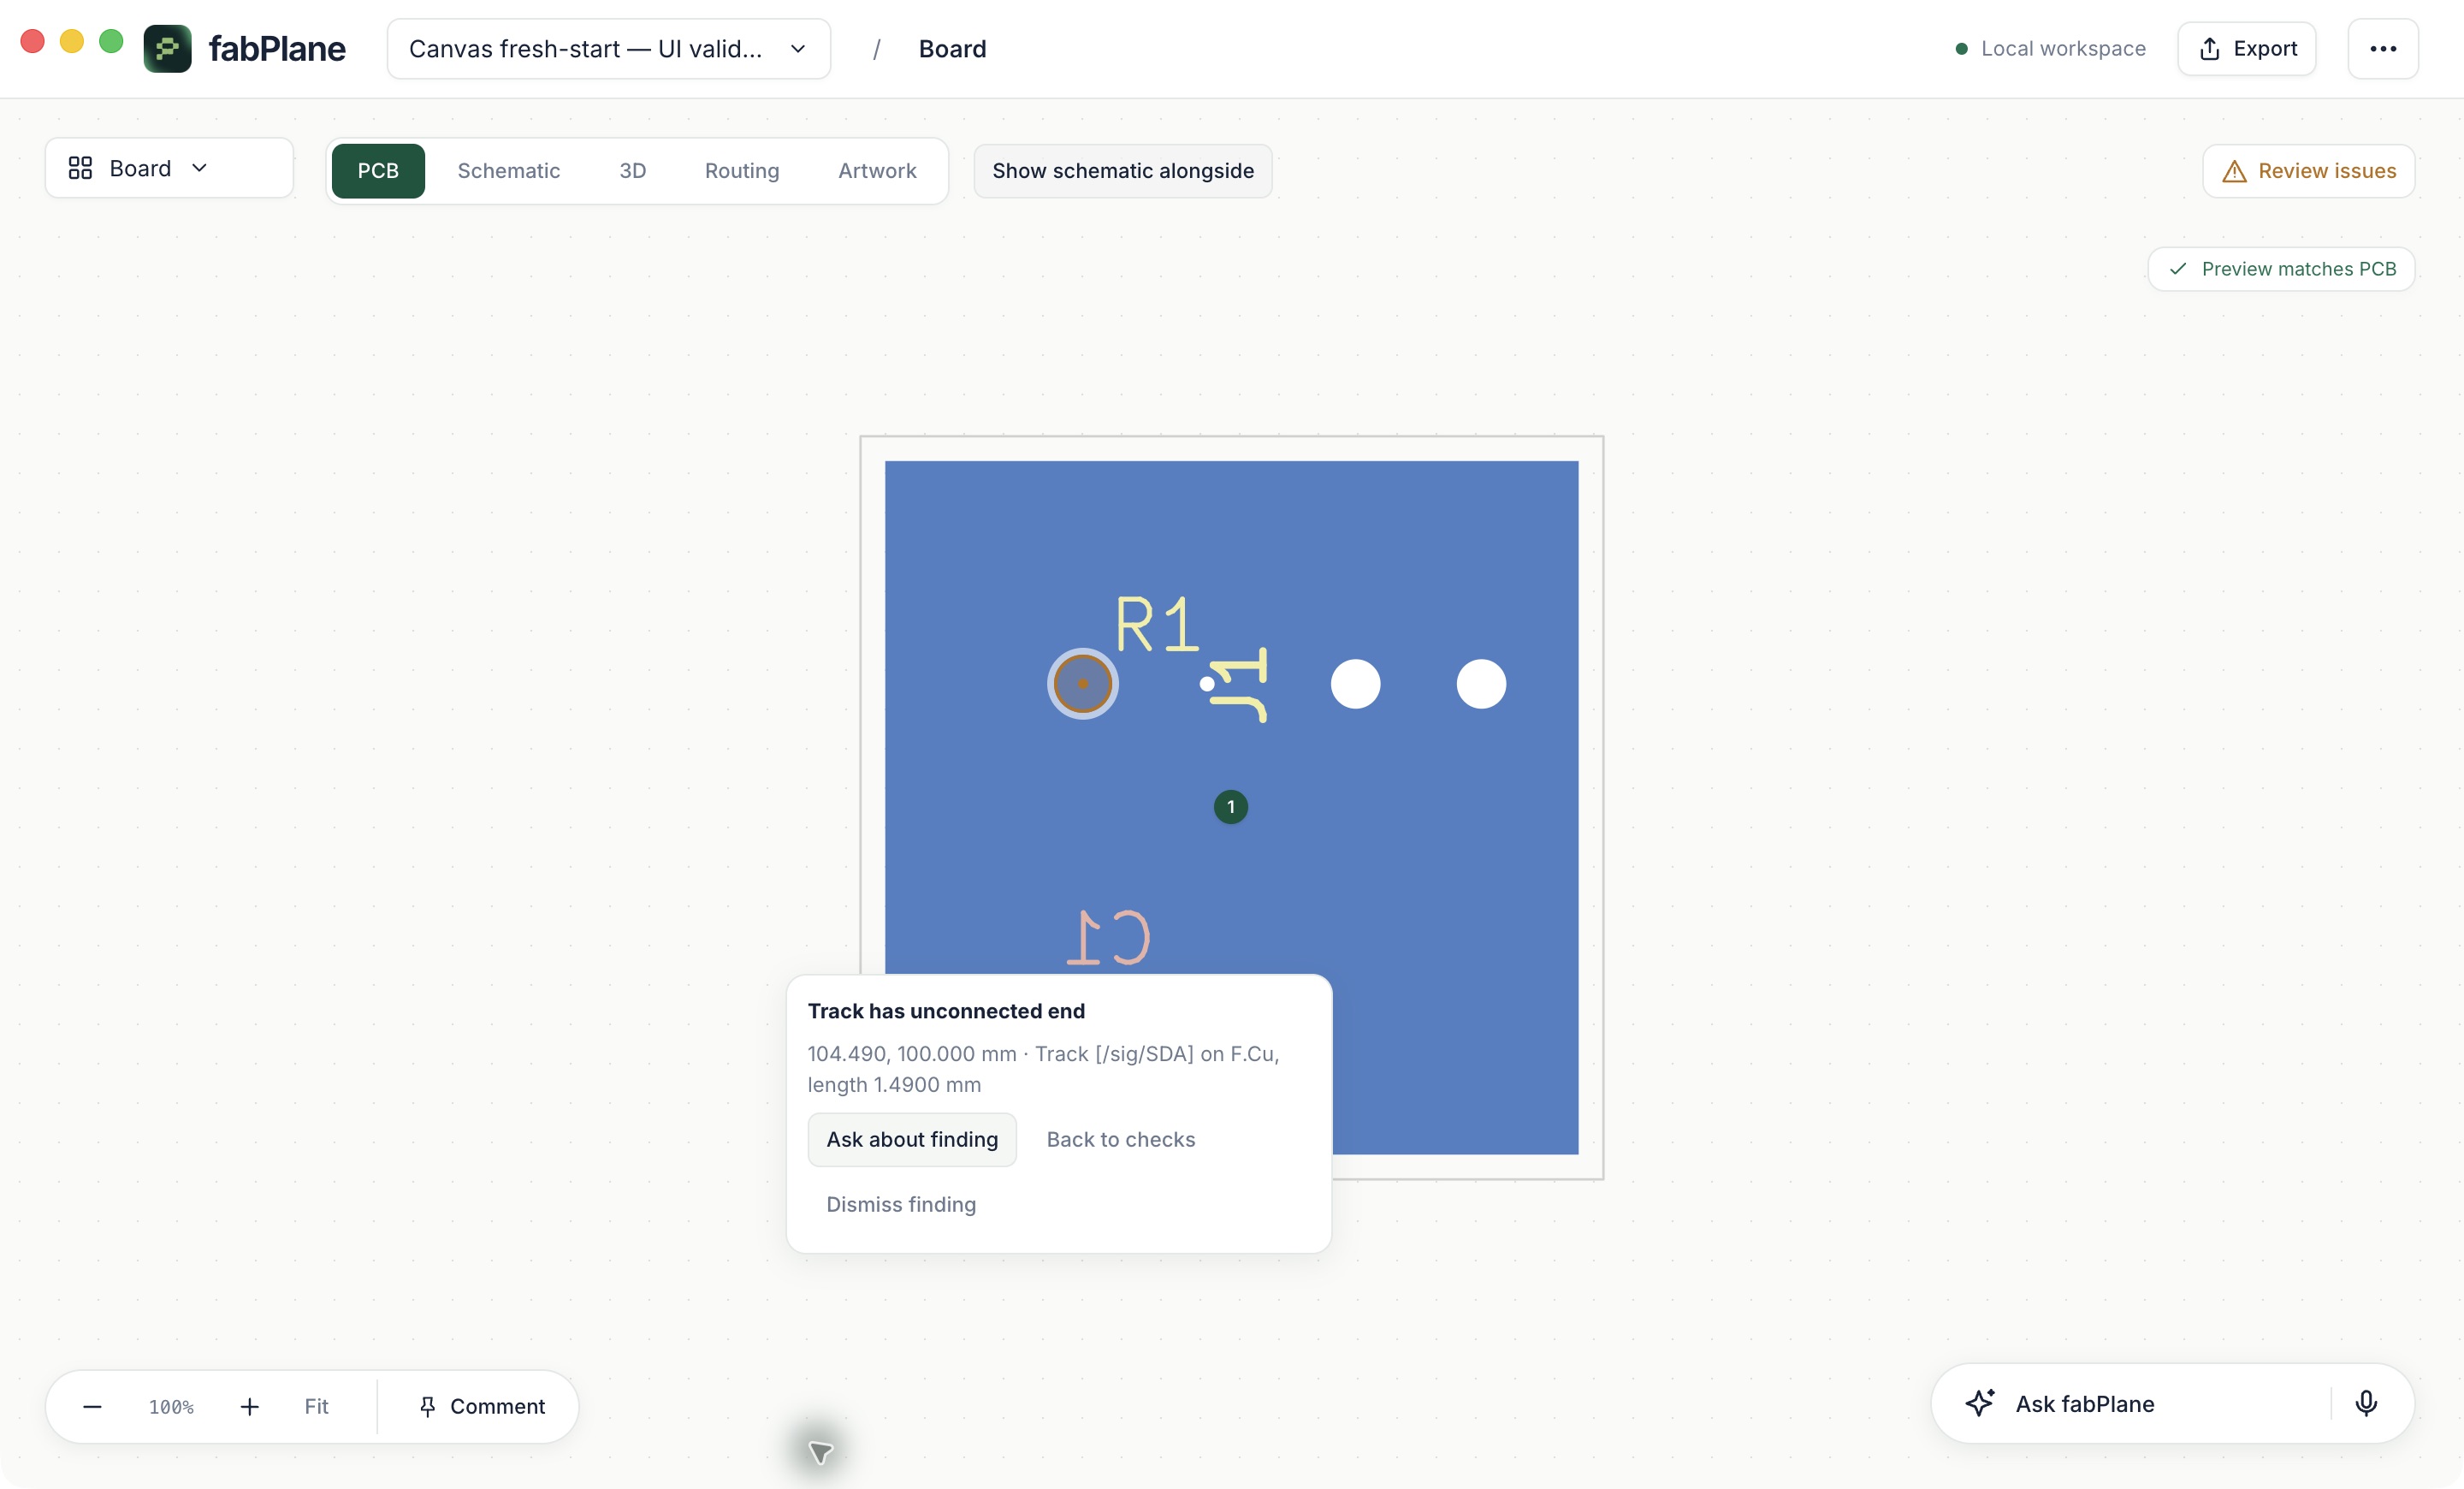 fabPlane
Canvas fresh-start — UI valid...
/
Board
Local workspace
Export
Board
PCB
Schematic
3D
Routing
Artwork
Show schematic alongside
Review issues
Preview matches PCB
R1
J1
1
C1
Track has unconnected end
104.490, 100.000 mm · Track [/sig/SDA] on F.Cu,
length 1.4900 mm
Ask about finding
Back to checks
Dismiss finding
100%
Fit
Comment
Ask fabPlane